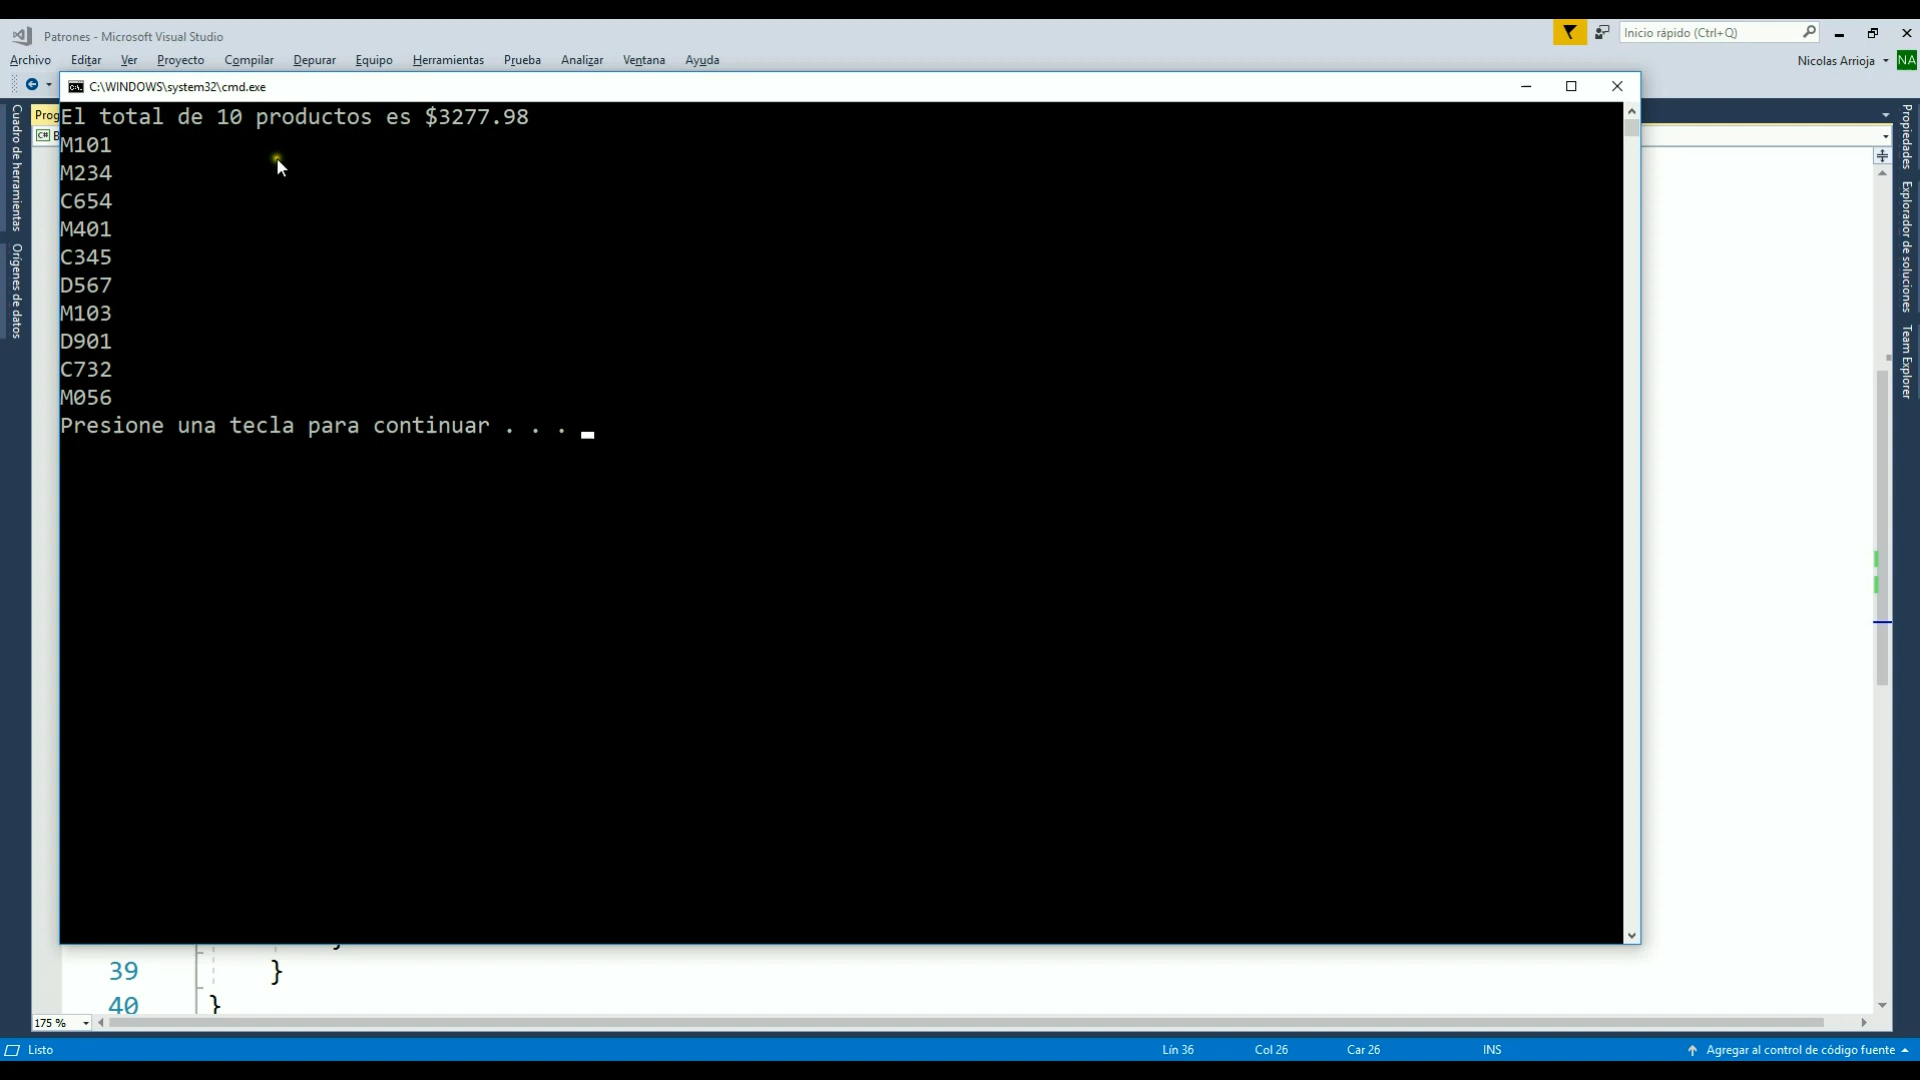 Patrones - Microsoft Visual Studio
Inicio rápido (Ctrl+Q)
Archivo Editar Ver Proyecto Compilar Depurar Equipo Herramientas Prueba Analizar Ventana Ayuda
Nicolas Arrioja NA
C:\WINDOWS\system32\cmd.exe
Prog
C#
El total de 10 productos es $3277.98
M101
M234
C654
M401
C345
D567
M103
D901
C732
M056
Presione una tecla para continuar . . .
Cuadro de herramientas
Orígenes de datos
Propiedades
Explorador de soluciones
Team Explorer
39 }
40 }
175 %
Listo Lín 36 Col 26 Car 26 INS Agregar al control de código fuente